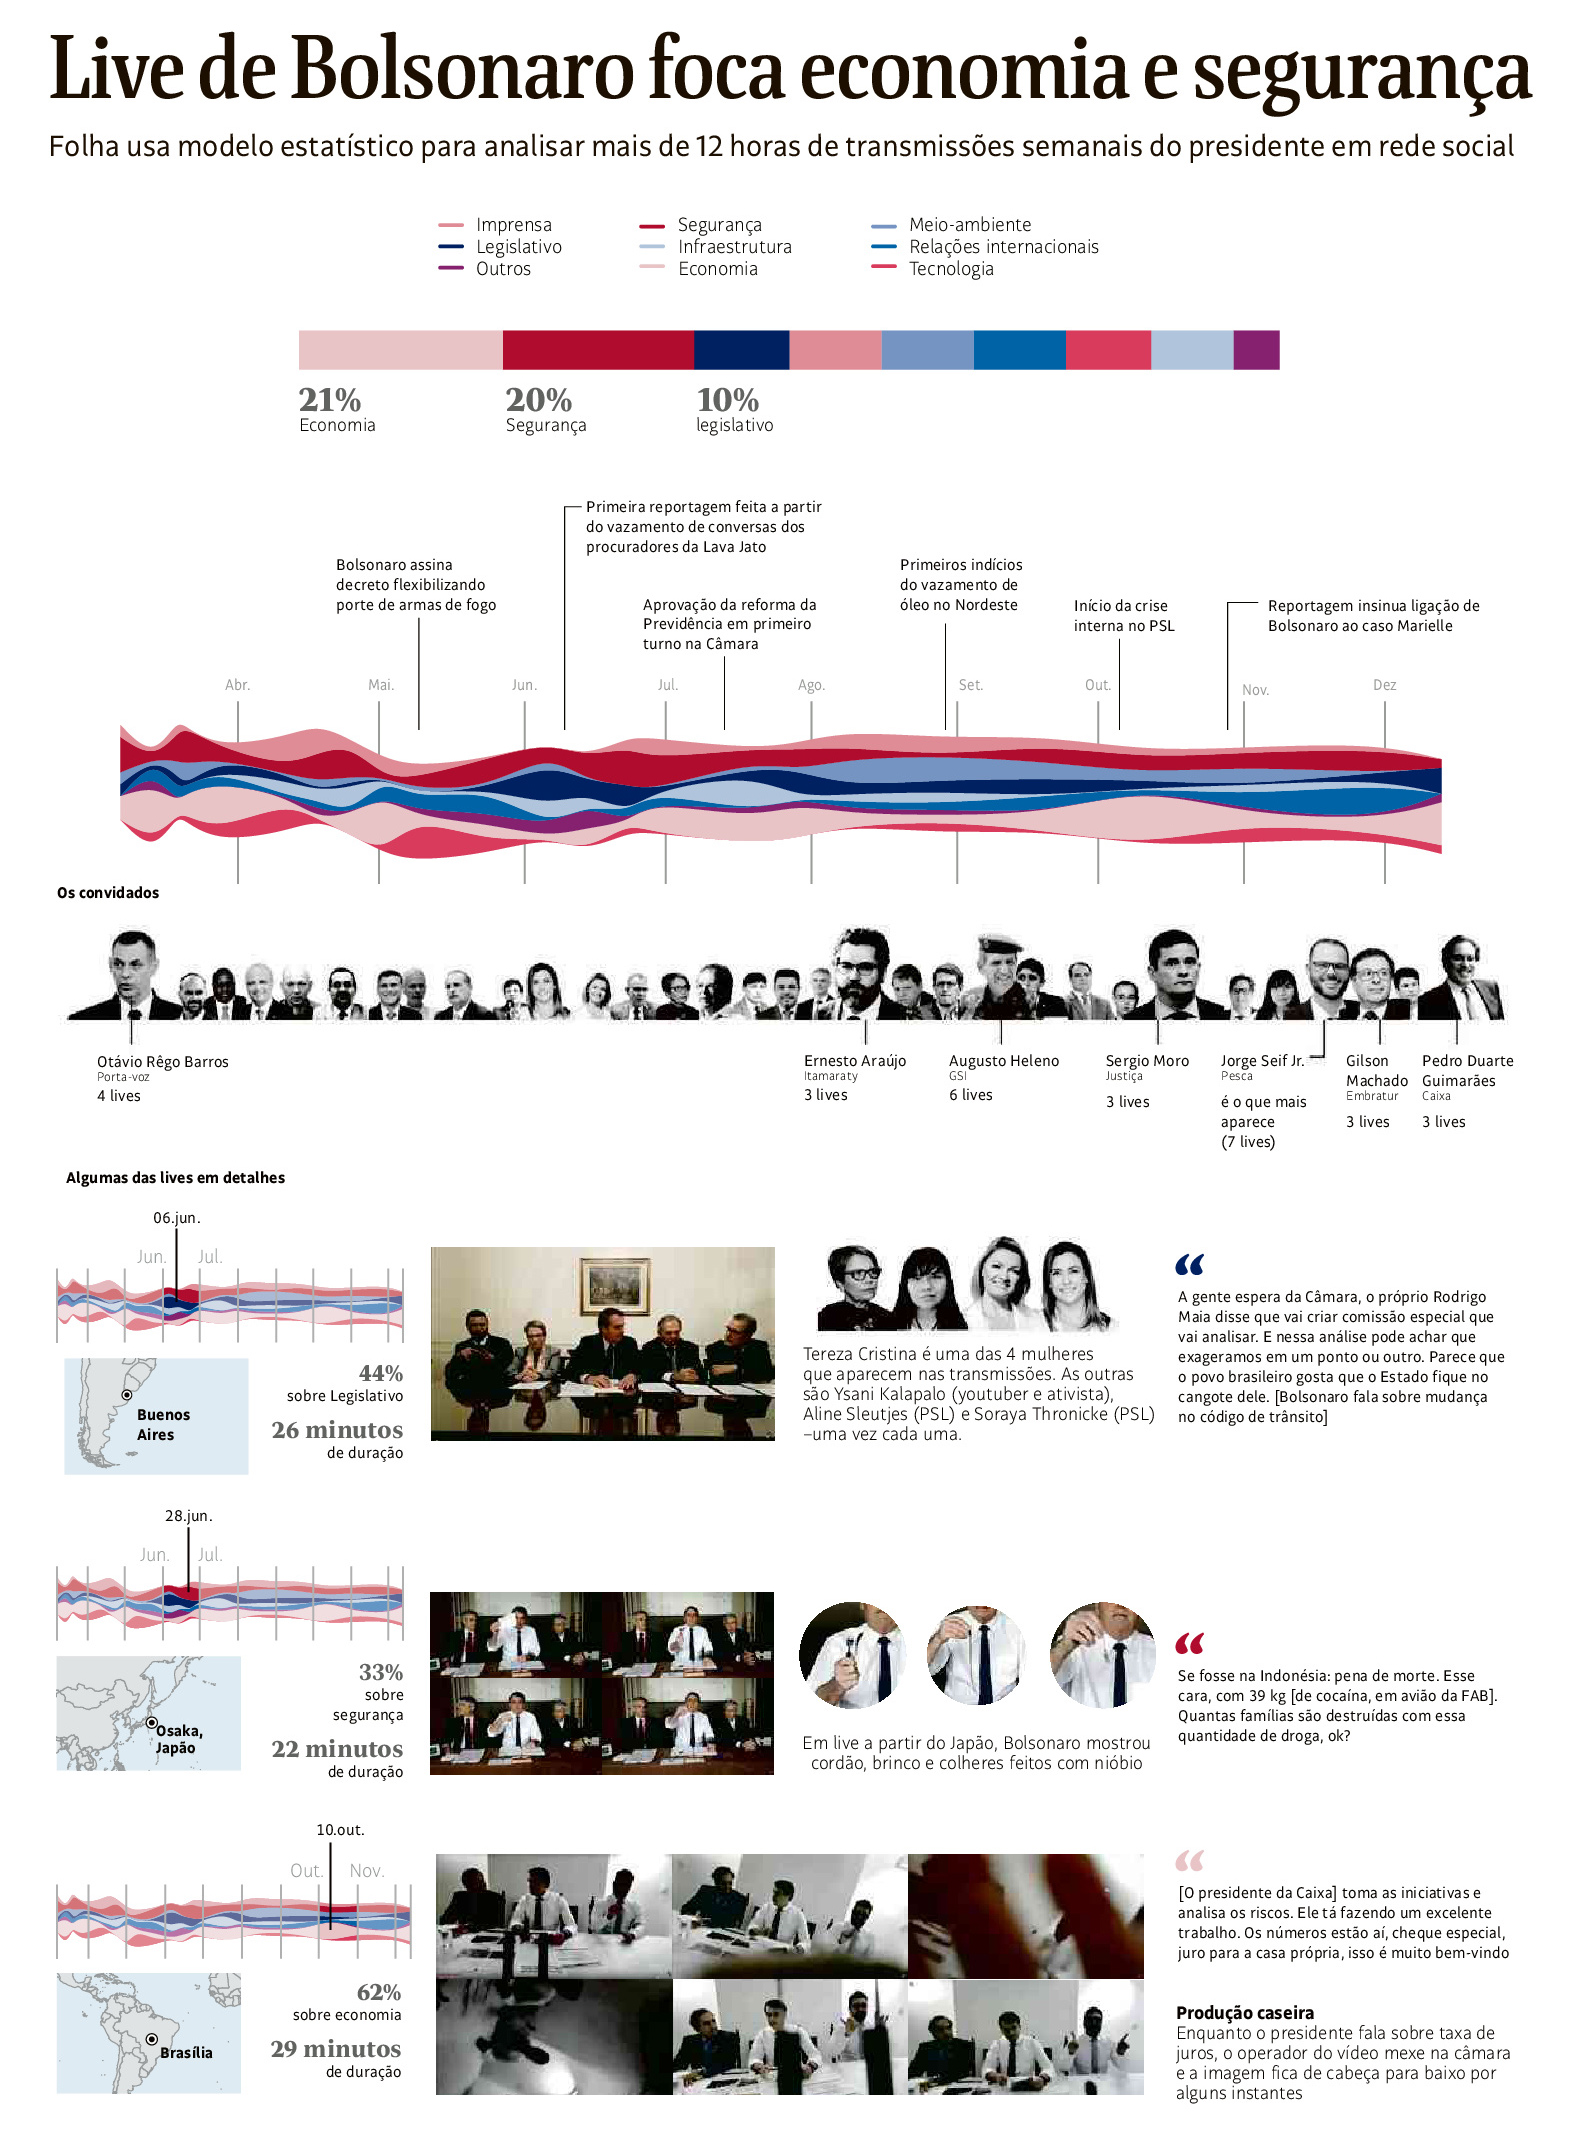 Live de Bolsonaro foca economia e segurança
Folha usa modelo estatístico para analisar mais de 12 horas de transmissões semanais do presidente em rede social
Imprensa
Legislativo
Outros
Segurança
Infraestrutura
Economia
Meio-ambiente
Relações internacionais
Tecnologia
21%
Economia
20%
Segurança
10%
legislativo
Bolsonaro assina
decreto flexibilizando
porte de armas de fogo
Primeira reportagem feita a partir
do vazamento de conversas dos
procuradores da Lava Jato
Aprovação da reforma da
Previdência em primeiro
turno na Câmara
Primeiros indícios
do vazamento de
óleo no Nordeste
Início da crise
interna no PSL
Reportagem insinua ligação de
Bolsonaro ao caso Marielle
Abr.
Mai.
Jun.
Jul.
Ago.
Set.
Out.
Nov.
Dez
Os convidados
Otávio Rêgo Barros
Porta-voz
4 lives
Ernesto Araújo
Itamaraty
3 lives
Augusto Heleno
GSI
6 lives
Sergio Moro
Justiça
3 lives
Jorge Seif Jr.
Pesca
é o que mais
aparece
(7 lives)
Gilson
Machado
Embratur
3 lives
Pedro Duarte
Guimarães
Caixa
3 lives
Algumas das lives em detalhes
06.jun.
Jun.
Jul.
Buenos
Aires
44%
sobre Legislativo
26 minutos
de duração
Tereza Cristina é uma das 4 mulheres
que aparecem nas transmissões. As outras
são Ysani Kalapalo (youtuber e ativista),
Aline Sleutjes (PSL) e Soraya Thronicke (PSL)
–uma vez cada uma.
“
A gente espera da Câmara, o próprio Rodrigo
Maia disse que vai criar comissão especial que
vai analisar. E nessa análise pode achar que
exageramos em um ponto ou outro. Parece que
o povo brasileiro gosta que o Estado fique no
cangote dele. [Bolsonaro fala sobre mudança
no código de trânsito]
28.jun.
Jun.
Jul.
Osaka,
Japão
33%
sobre
segurança
22 minutos
de duração
Em live a partir do Japão, Bolsonaro mostrou
cordão, brinco e colheres feitos com nióbio
“
Se fosse na Indonésia: pena de morte. Esse
cara, com 39 kg [de cocaína, em avião da FAB].
Quantas famílias são destruídas com essa
quantidade de droga, ok?
10.out.
Out.
Nov.
Brasília
62%
sobre economia
29 minutos
de duração
“
[O presidente da Caixa] toma as iniciativas e
analisa os riscos. Ele tá fazendo um excelente
trabalho. Os números estão aí, cheque especial,
juro para a casa própria, isso é muito bem-vindo
Produção caseira
Enquanto o presidente fala sobre taxa de
juros, o operador do vídeo mexe na câmara
e a imagem fica de cabeça para baixo por
alguns instantes